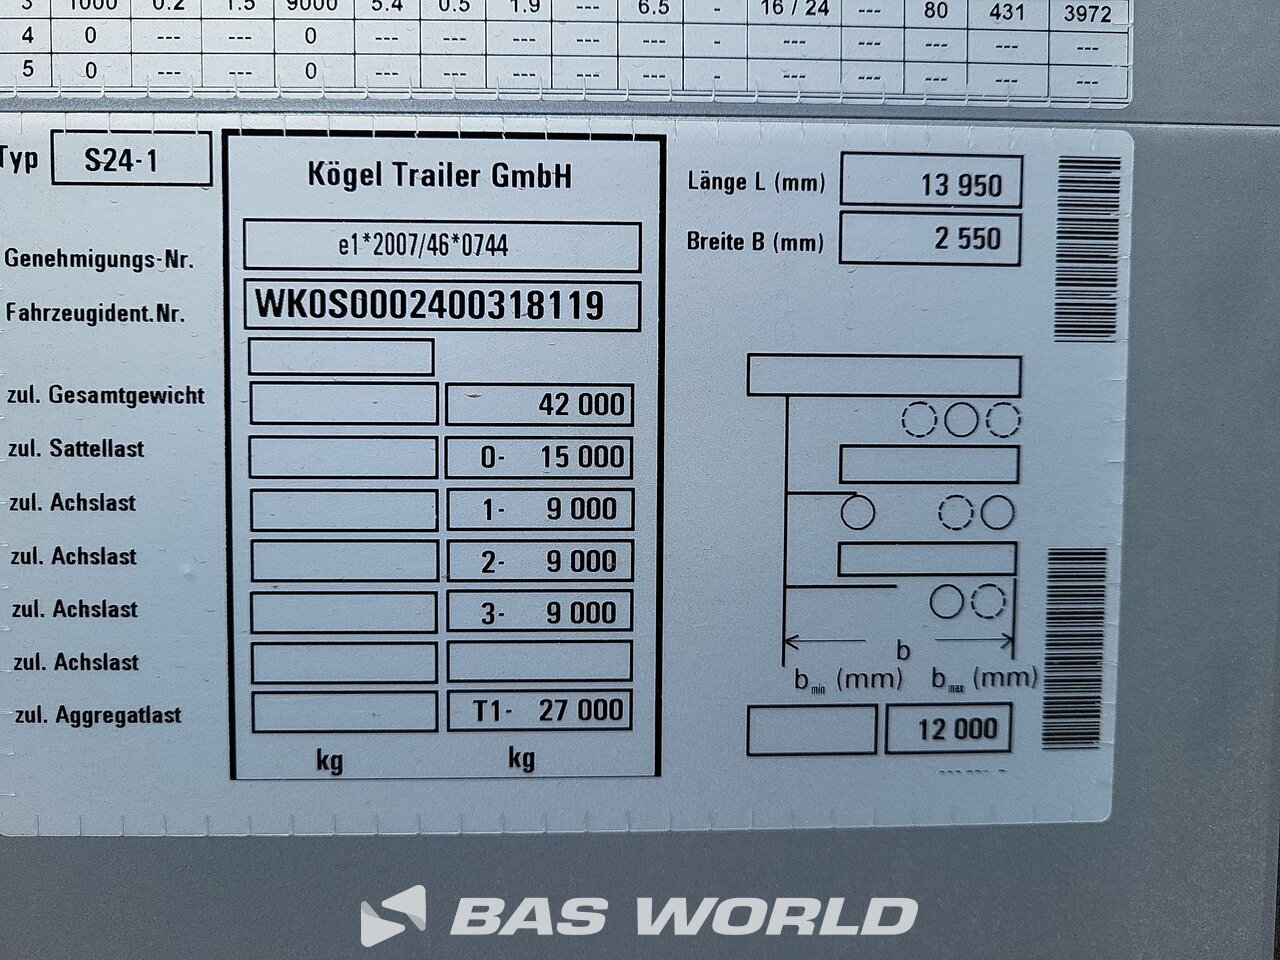 3 1000 0.2 1.5 9000 5.4 0.5 1.9 --- 6.5 - 16 / 24 --- 80 431 3972
4 0 --- --- 0 --- --- --- --- --- - --- --- --- --- ---
5 0 --- --- 0 --- --- --- --- --- - --- --- --- --- ---
Typ S24-1
Kögel Trailer GmbH
Länge L (mm) 13 950
Breite B (mm) 2 550
Genehmigungs-Nr. e1*2007/46*0744
Fahrzeugident.Nr. WK0S0002400318119
zul. Gesamtgewicht 42 000
zul. Sattellast 0- 15 000
zul. Achslast 1- 9 000
zul. Achslast 2- 9 000
zul. Achslast 3- 9 000
zul. Achslast
zul. Aggregatlast T1- 27 000
kg kg
b
b min (mm) b max (mm)
12 000
BAS WORLD